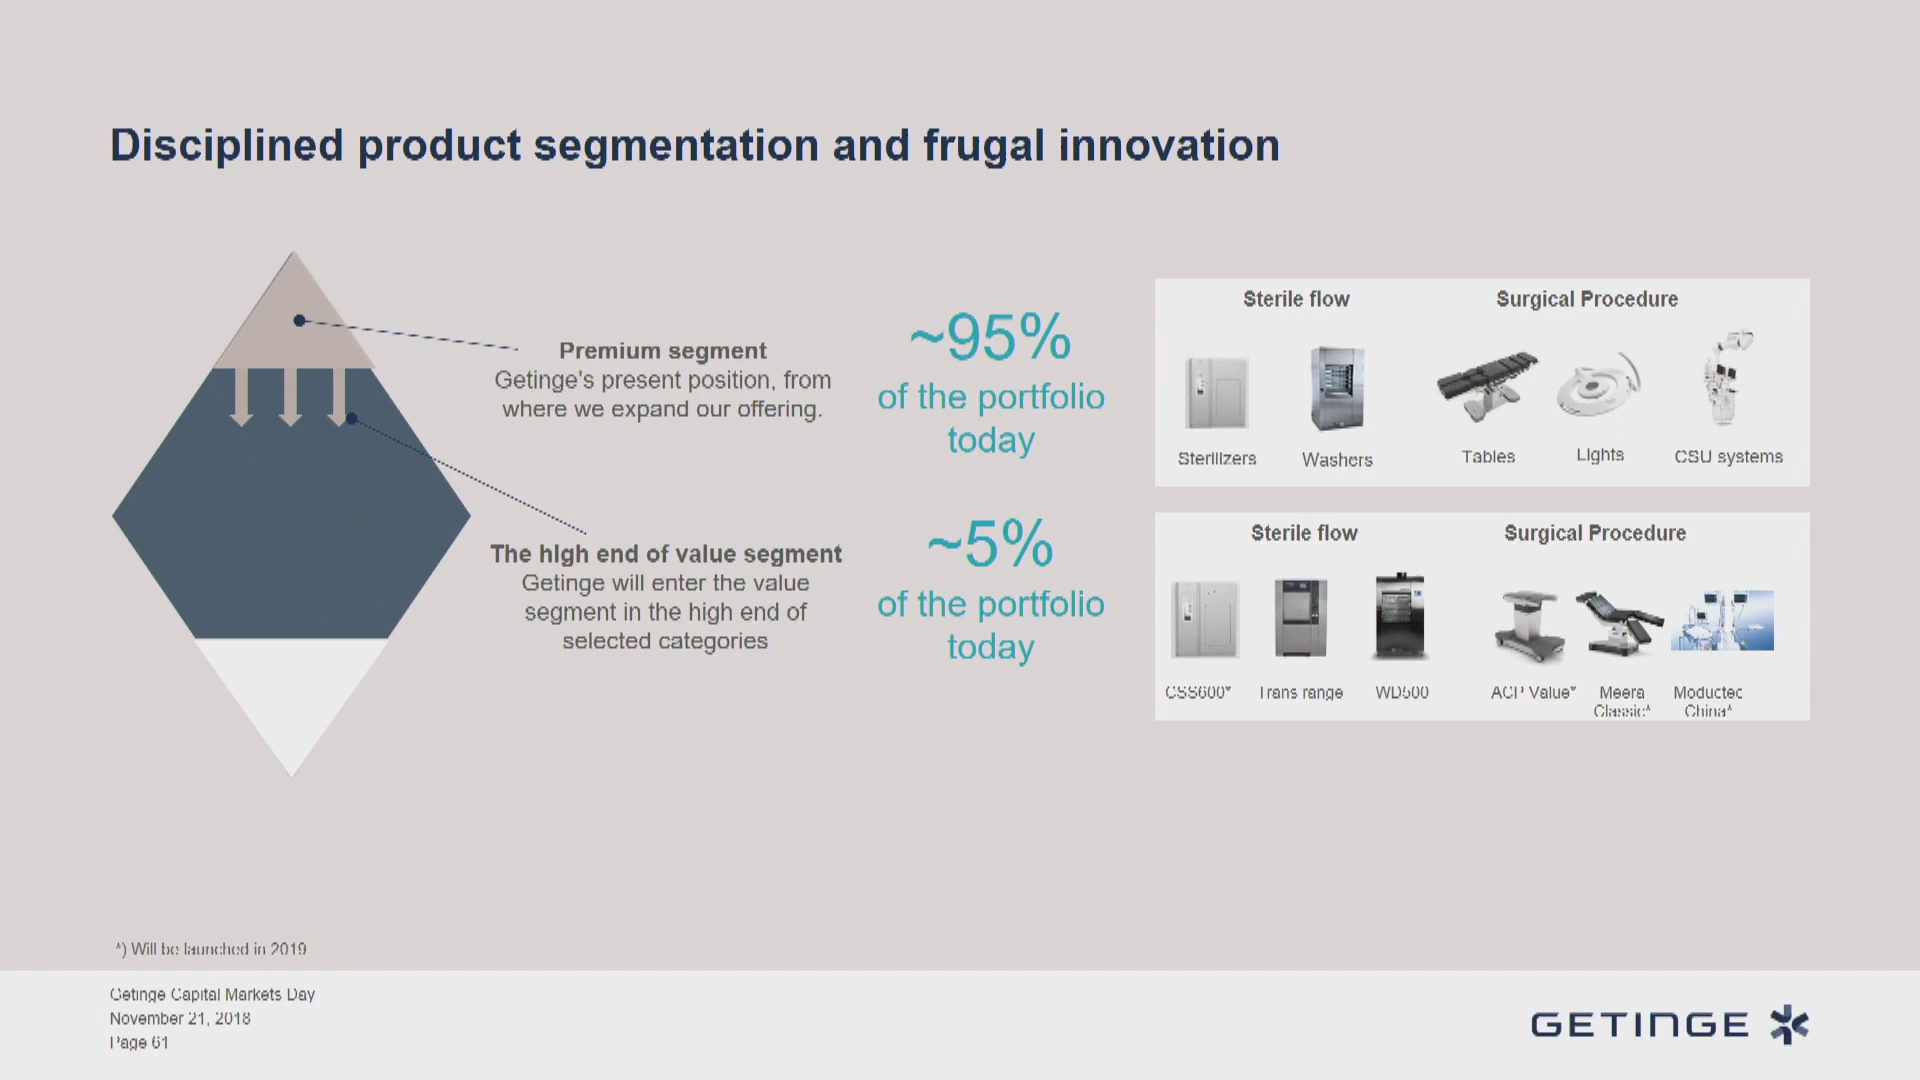 Disciplined product segmentation and frugal innovation
Premium segment
Getinge's present position, from
where we expand our offering.
~95%
of the portfolio
today
Sterile flow
Surgical Procedure
Sterilizers
Washers
Tables
Lights
CSU systems
The high end of value segment
Getinge will enter the value
segment in the high end of
selected categories
~5%
of the portfolio
today
Sterile flow
Surgical Procedure
CSS600*
Trans range
WD500
ACP Value*
Meera
Classic*
Moductec
China*
*) Will be launched in 2019
Getinge Capital Markets Day
November 21, 2018
Page 61
GETINGE